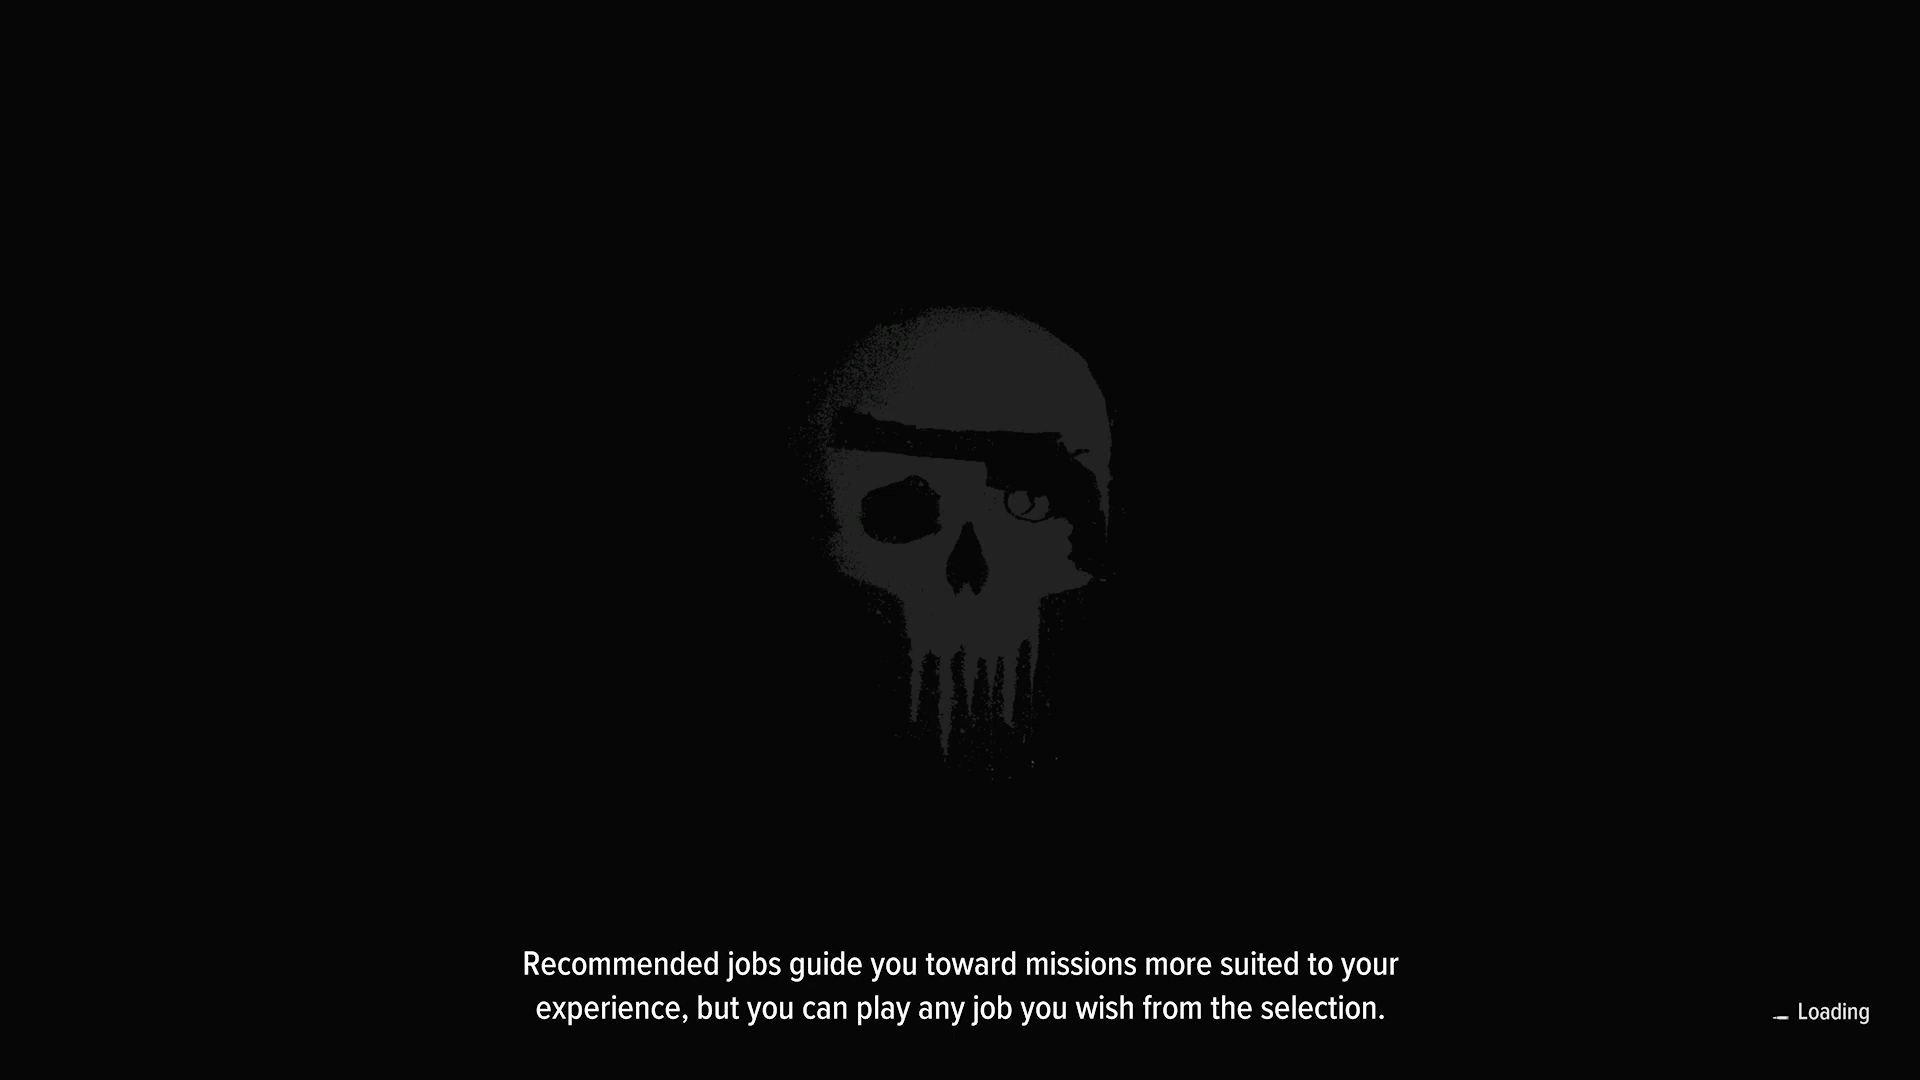 Recommended jobs guide you toward missions more suited to your
experience, but you can play any job you wish from the selection.
Loading